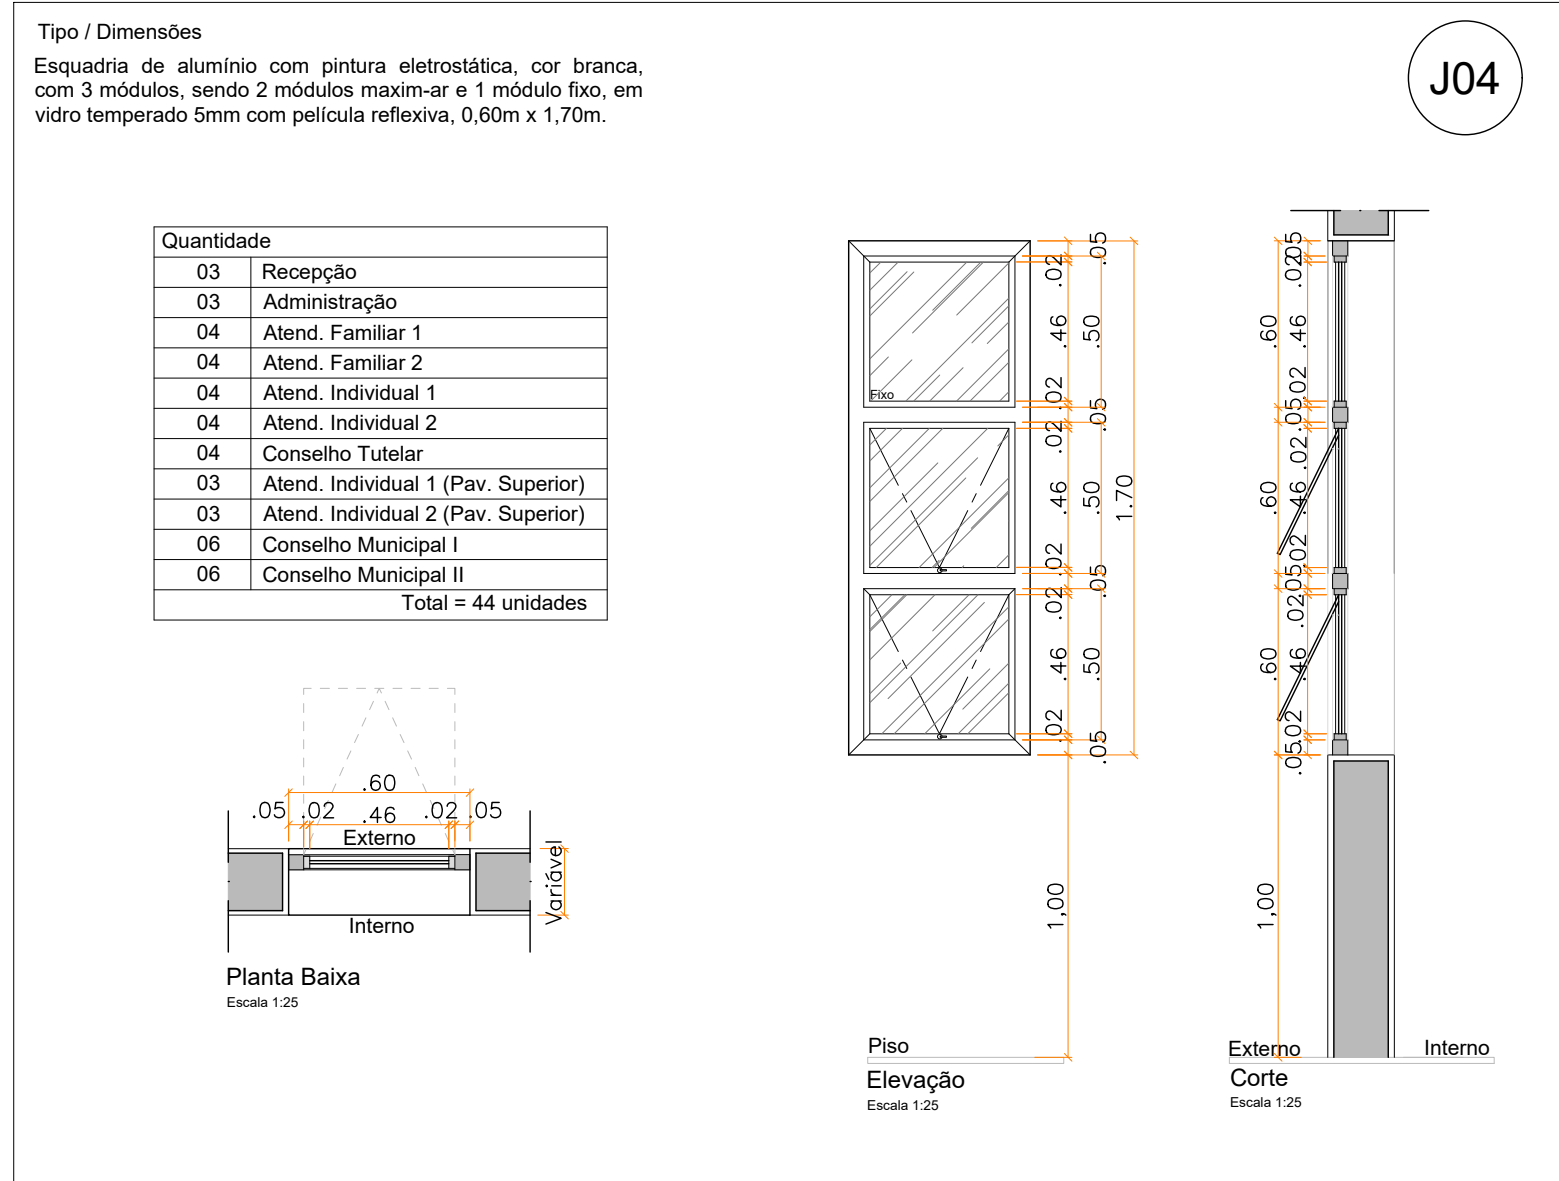 Tipo / Dimensões
Esquadria de alumínio com pintura eletrostática, cor branca,
com 3 módulos, sendo 2 módulos maxim-ar e 1 módulo fixo, em
vidro temperado 5mm com película reflexiva, 0,60m x 1,70m.
J04
Quantidade
03 Recepção
03 Administração
04 Atend. Familiar 1
04 Atend. Familiar 2
04 Atend. Individual 1
04 Atend. Individual 2
04 Conselho Tutelar
03 Atend. Individual 1 (Pav. Superior)
03 Atend. Individual 2 (Pav. Superior)
06 Conselho Municipal I
06 Conselho Municipal II
Total = 44 unidades
.60
.05 .02 .46 .02 .05
Externo
Variável
Interno
Planta Baixa
Escala 1:25
Fixo
.05
.02
.46
.50
.02
.05
.02
.46
.50
1.70
.02
.05
.02
.46
.50
.02
.05
1,00
Piso
Elevação
Escala 1:25
.05
.02
.60
.46
.02
.05
.02
.60
.46
.02
.05
.02
.60
.46
.02
.05
1,00
Externo
Interno
Corte
Escala 1:25